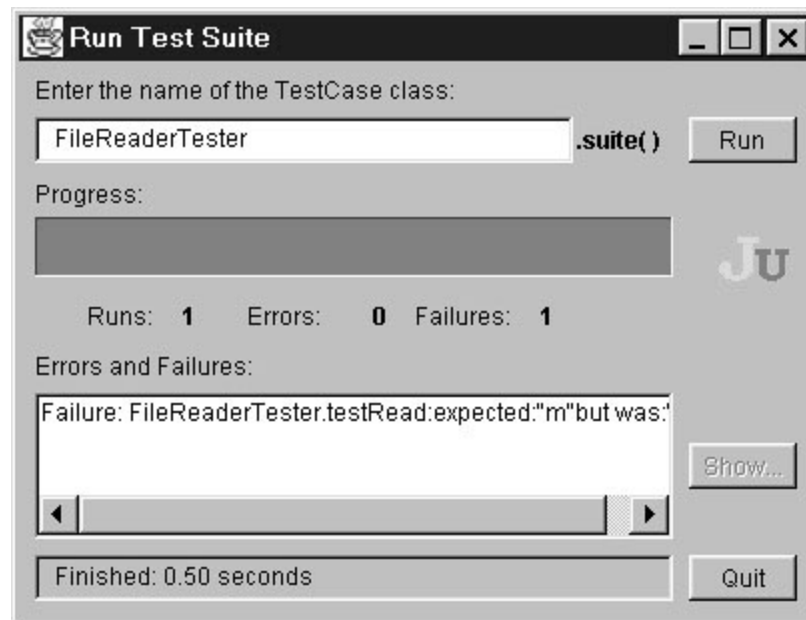 Run Test Suite
Enter the name of the TestCase class:
FileReaderTester .suite( ) Run
Progress:
JU
Runs: 1 Errors: 0 Failures: 1
Errors and Failures:
Failure: FileReaderTester.testRead:expected:"m"but was:"
Show...
Finished: 0.50 seconds Quit